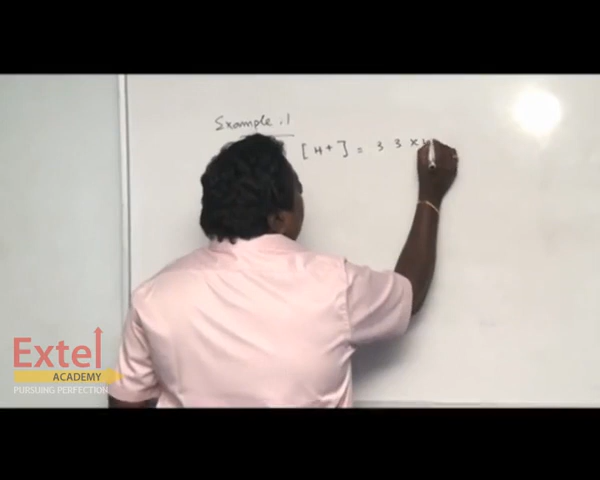 Example.1
[H+] = 3 3 x
Extel
ACADEMY
PURSUING PERFECTION